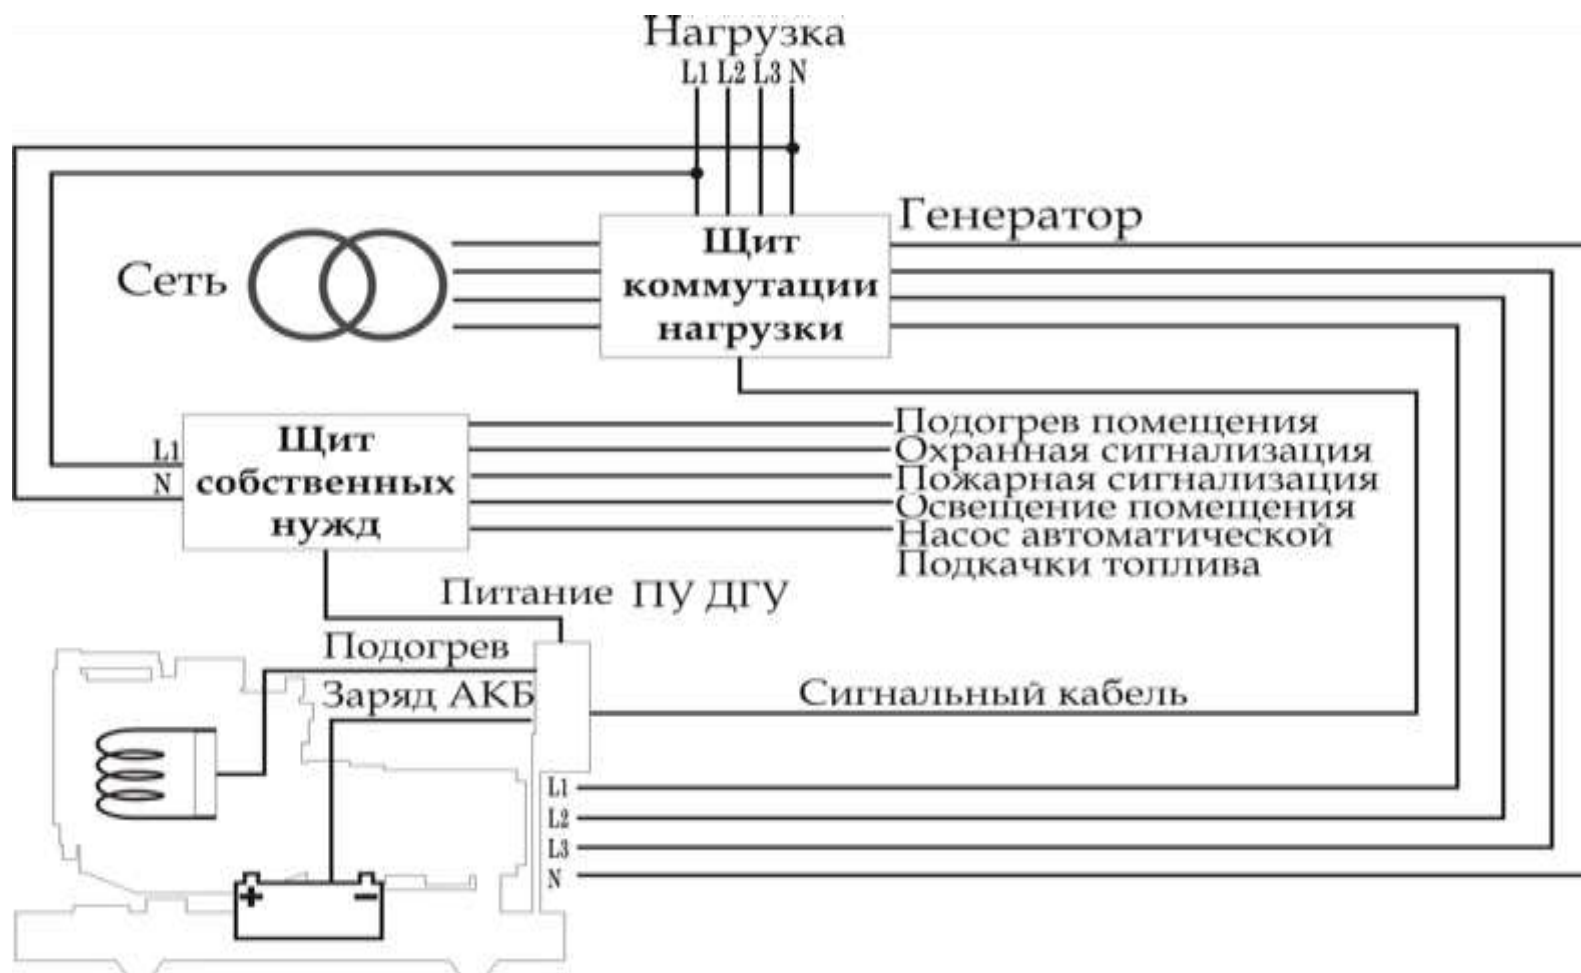 Нагрузка
L1 L2 L3 N
Генератор
Сеть
Щит
коммутации
нагрузки
L1
N
Щит
собственных
нужд
Подогрев помещения
Охранная сигнализация
Пожарная сигнализация
Освещение помещения
Насос автоматической
Подкачки топлива
Питание ПУ ДГУ
Подогрев
Заряд АКБ
Сигнальный кабель
L1
L2
L3
N
+ −